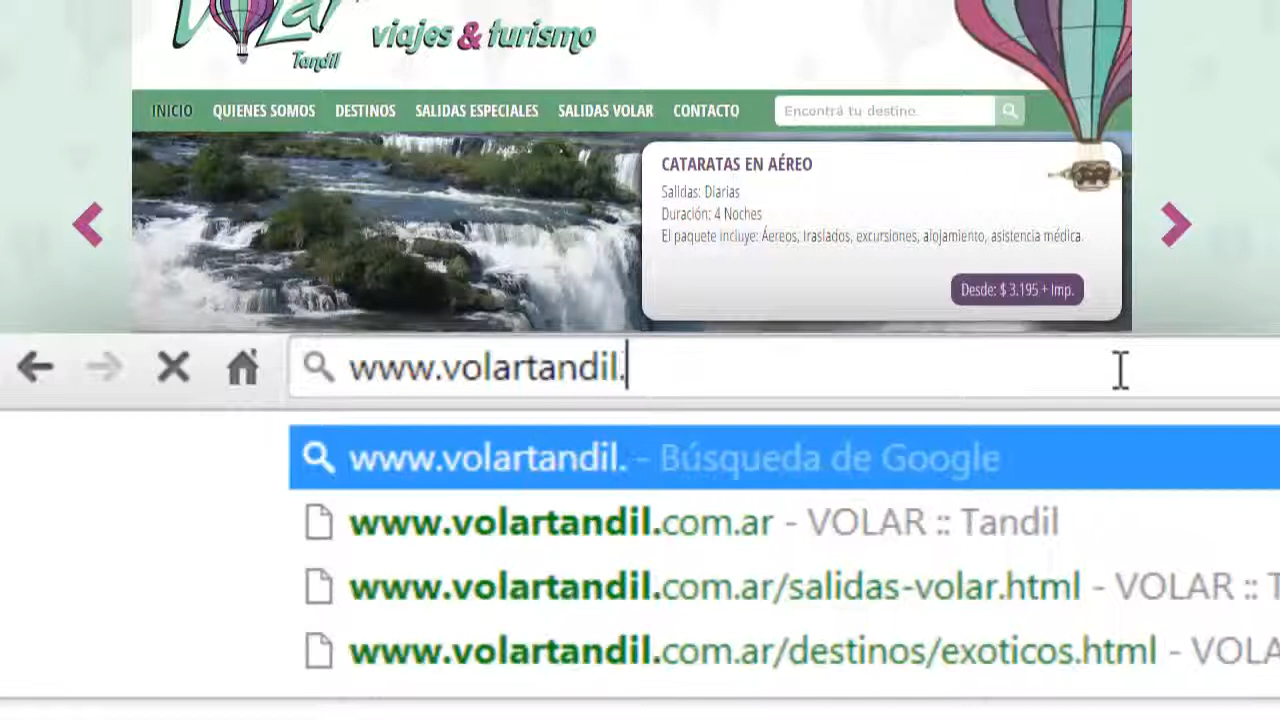 Volar
Tandil
viajes & turismo
INICIO QUIENES SOMOS DESTINOS SALIDAS ESPECIALES SALIDAS VOLAR CONTACTO Encontrá tu destino.
CATARATAS EN AÉREO
Salidas: Diarias
Duración: 4 Noches
El paquete incluye: Áereos, traslados, excursiones, alojamiento, asistencia médica.
Desde: $ 3.195 + Imp.
www.volartandil.
www.volartandil. - Búsqueda de Google
www.volartandil.com.ar - VOLAR :: Tandil
www.volartandil.com.ar/salidas-volar.html - VOLAR :: T
www.volartandil.com.ar/destinos/exoticos.html - VOLA